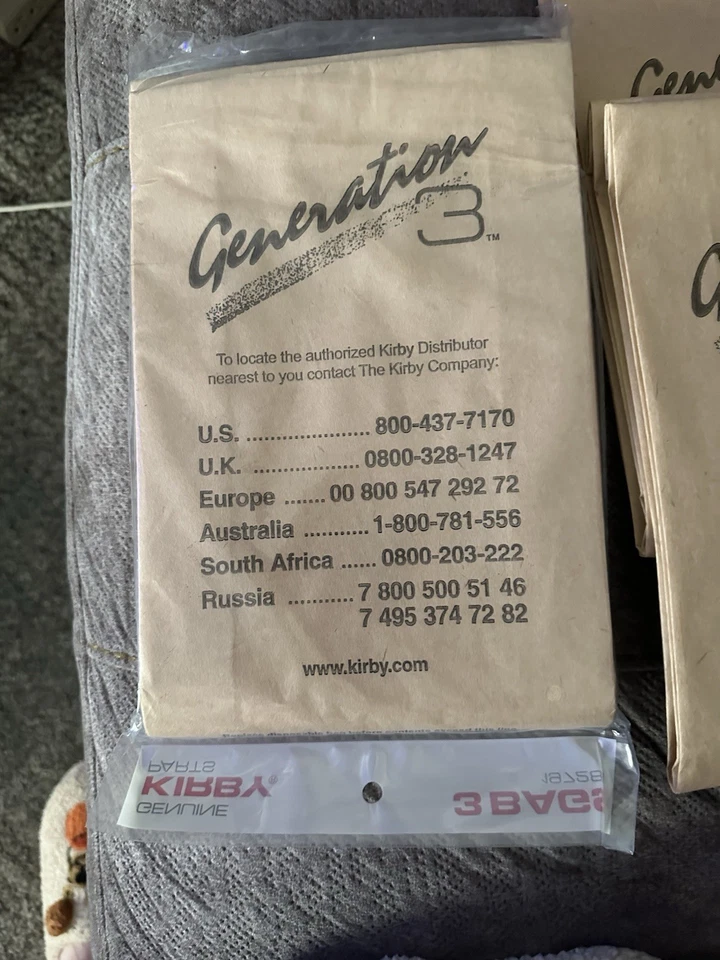 Generation
3™
To locate the authorized Kirby Distributor
nearest to you contact The Kirby Company:
U.S. ..................... 800-437-7170
U.K. .................. 0800-328-1247
Europe ....... 00 800 547 292 72
Australia ........... 1-800-781-556
South Africa ...... 0800-203-222
Russia ........... 7 800 500 51 46
7 495 374 72 82
www.kirby.com
GENUINE
KIRBY®
PARTS
3 BAGS